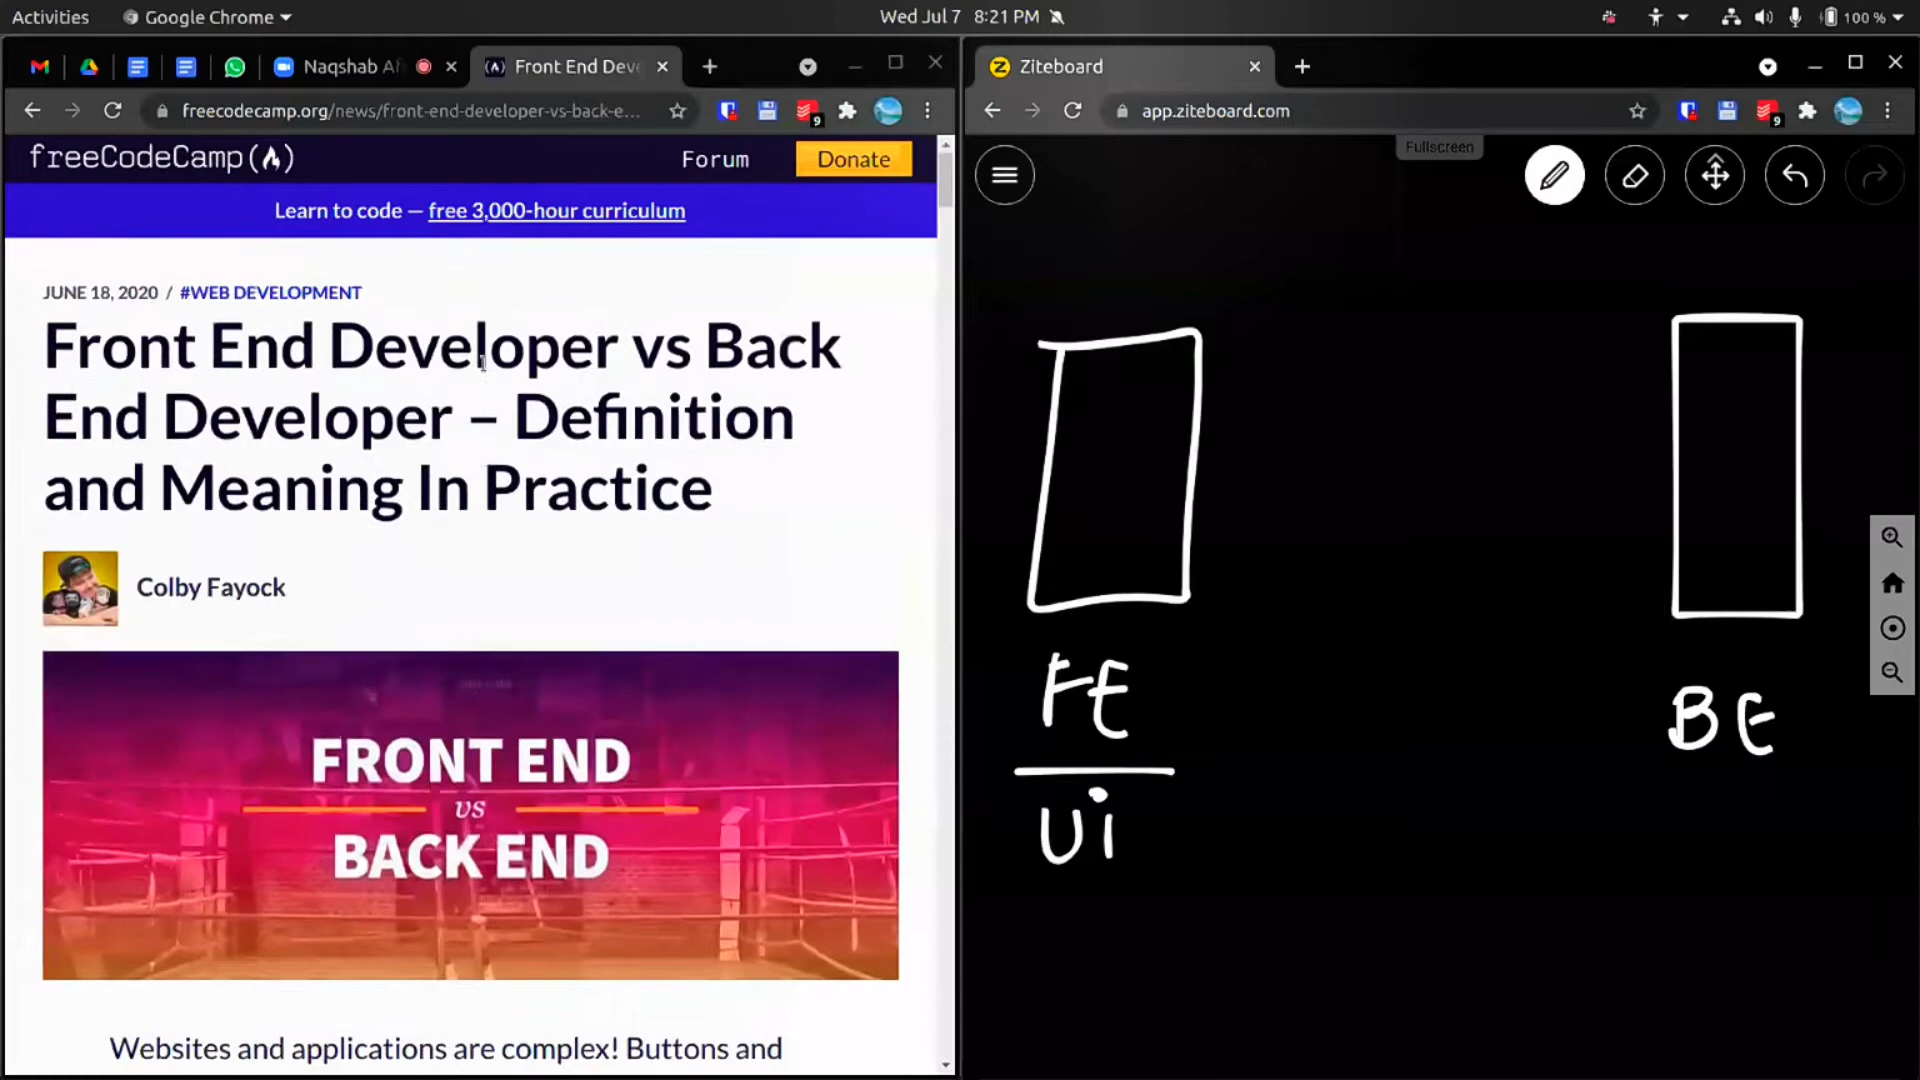 Activities
Google Chrome
Wed Jul 7 8:21 PM
100 %
Naqshab A
Front End Dev
freecodecamp.org/news/front-end-developer-vs-back-e...
9
freeCodeCamp
Forum
Donate
Learn to code — free 3,000-hour curriculum
JUNE 18, 2020 / #WEB DEVELOPMENT
Front End Developer vs Back
End Developer – Definition
and Meaning In Practice
Colby Fayock
FRONT END
vs
BACK END
Websites and applications are complex! Buttons and
Ziteboard
app.ziteboard.com
9
Fullscreen
FE
Ui
BE